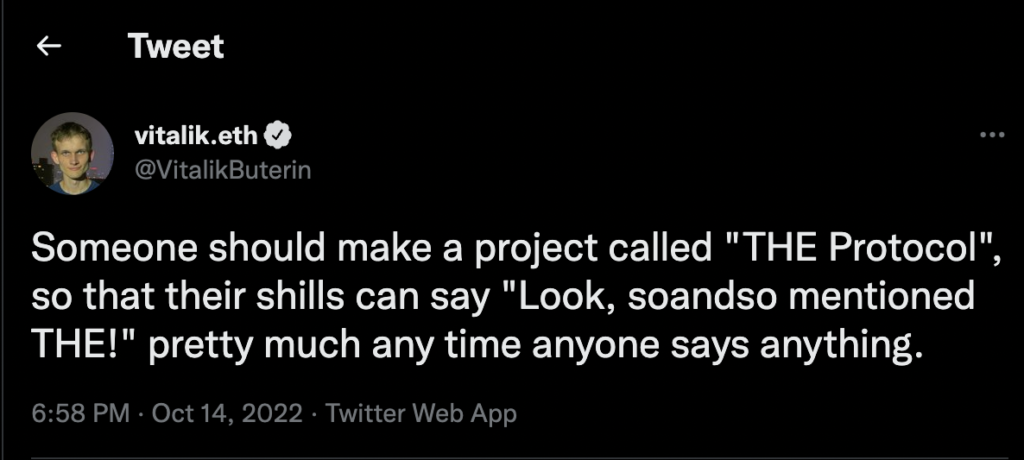 Tweet
vitalik.eth
@VitalikButerin
Someone should make a project called "THE Protocol",
so that their shills can say "Look, soandso mentioned
THE!" pretty much any time anyone says anything.
6:58 PM · Oct 14, 2022 · Twitter Web App